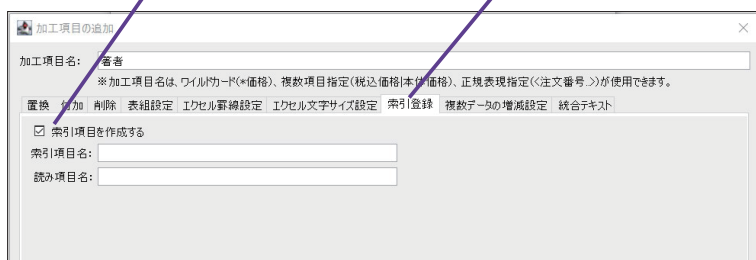 加工項目の追加
加工項目名: 著者
※加工項目名は、ワイルドカード(*価格)、複数項目指定(税込価格|本体価格)、正規表現指定(<<注文番号.>>)が使用できます。
置換 付加 削除 表組設定 エクセル罫線設定 エクセル文字サイズ設定 索引登録 複数データの増減設定 統合テキスト
索引項目を作成する
索引項目名:
読み項目名: